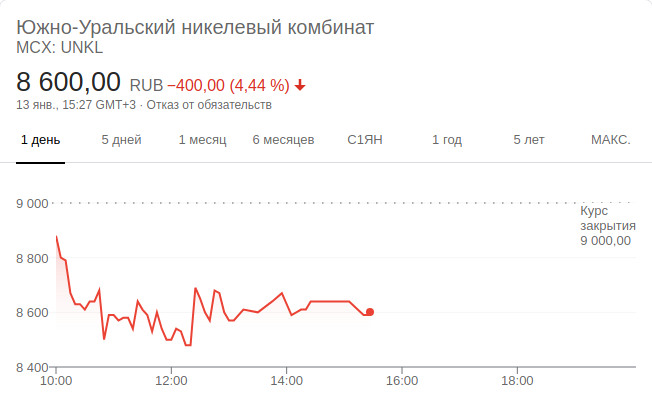 Южно-Уральский никелевый комбинат
MCX: UNKL
8 600,00 RUB −400,00 (4,44 %)
13 янв., 15:27 GMT+3 · Отказ от обязательств
1 день 5 дней 1 месяц 6 месяцев С1ЯН 1 год 5 лет МАКС.
9 000
Курс
закрытия
9 000,00
8 800
8 600
8 400
10:00 12:00 14:00 16:00 18:00